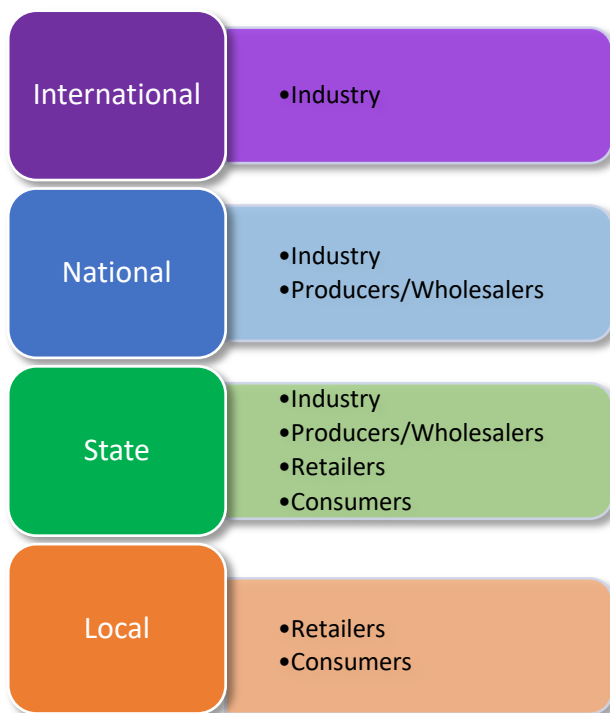 International
•Industry
National
•Industry
•Producers/Wholesalers
State
•Industry
•Producers/Wholesalers
•Retailers
•Consumers
Local
•Retailers
•Consumers